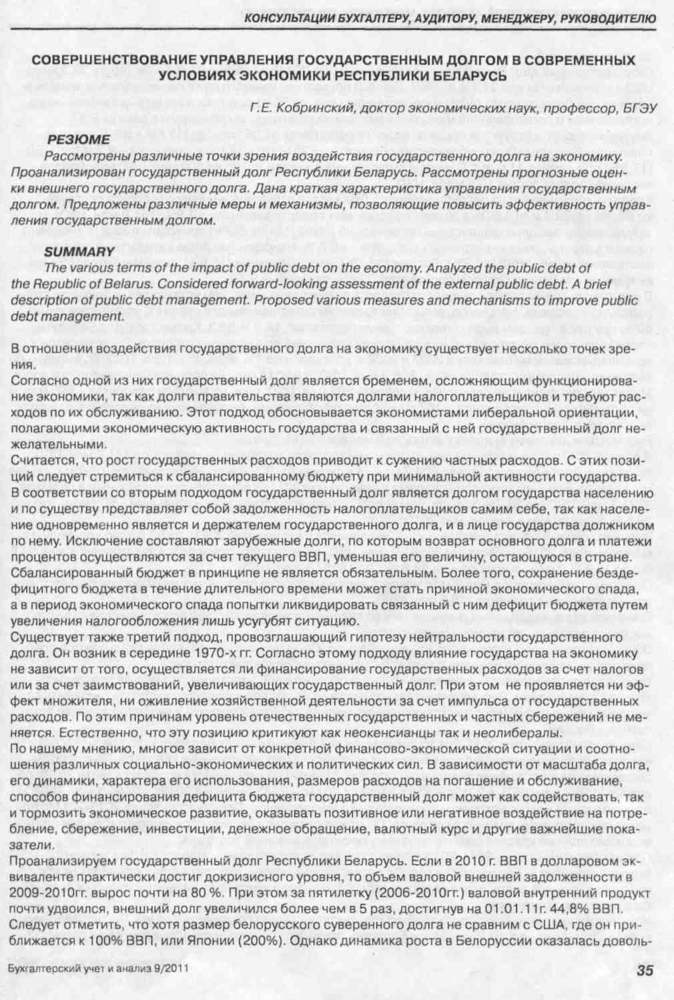 КОНСУЛЬТАЦИИ БУХГАЛТЕРУ, АУДИТОРУ, МЕНЕДЖЕРУ, РУКОВОДИТЕЛЮ
СОВЕРШЕНСТВОВАНИЕ УПРАВЛЕНИЯ ГОСУДАРСТВЕННЫМ ДОЛГОМ В СОВРЕМЕННЫХ
УСЛОВИЯХ ЭКОНОМИКИ РЕСПУБЛИКИ БЕЛАРУСЬ
Г.Е. Кобринский, доктор экономических наук, профессор, БГЭУ
РЕЗЮМЕ
Рассмотрены различные точки зрения воздействия государственного долга на экономику.
Проанализирован государственный долг Республики Беларусь. Рассмотрены прогнозные оцен-
ки внешнего государственного долга. Дана краткая характеристика управления государственным
долгом. Предложены различные меры и механизмы, позволяющие повысить эффективность управ-
ления государственным долгом.
SUMMARY
The various terms of the impact of public debt on the economy. Analyzed the public debt of
the Republic of Belarus. Considered forward-looking assessment of the external public debt. A brief
description of public debt management. Proposed various measures and mechanisms to improve public
debt management.
В отношении воздействия государственного долга на экономику существует несколько точек зре-
ния.
Согласно одной из них государственный долг является бременем, осложняющим функционирова-
ние экономики, так как долги правительства являются долгами налогоплательщиков и требуют рас-
ходов по их обслуживанию. Этот подход обосновывается экономистами либеральной ориентации,
полагающими экономическую активность государства и связанный с ней государственный долг не-
желательными.
Считается, что рост государственных расходов приводит к сужению частных расходов. С этих пози-
ций следует стремиться к сбалансированному бюджету при минимальной активности государства.
В соответствии со вторым подходом государственный долг является долгом государства населению
и по существу представляет собой задолженность налогоплательщиков самим себе, так как населе-
ние одновременно является и держателем государственного долга, и в лице государства должником
по нему. Исключение составляют зарубежные долги, по которым возврат основного долга и платежи
процентов осуществляются за счет текущего ВВП, уменьшая его величину, остающуюся в стране.
Сбалансированный бюджет в принципе не является обязательным. Более того, сохранение безде-
фицитного бюджета в течение длительного времени может стать причиной экономического спада,
а в период экономического спада попытки ликвидировать связанный с ним дефицит бюджета путем
увеличения налогообложения лишь усугубят ситуацию.
Существует также третий подход, провозглашающий гипотезу нейтральности государственного
долга. Он возник в середине 1970-х гг. Согласно этому подходу влияние государства на экономику
не зависит от того, осуществляется ли финансирование государственных расходов за счет налогов
или за счет заимствований, увеличивающих государственный долг. При этом не проявляется ни эф-
фект множителя, ни оживление хозяйственной деятельности за счет импульса от государственных
расходов. По этим причинам уровень отечественных государственных и частных сбережений не ме-
няется. Естественно, что эту позицию критикуют как неокенсианцы так и неолибералы.
По нашему мнению, многое зависит от конкретной финансово-экономической ситуации и соотно-
шения различных социально-экономических и политических сил. В зависимости от масштаба долга,
его динамики, характера его использования, размеров расходов на погашение и обслуживание,
способов финансирования дефицита бюджета государственный долг может как содействовать, так
и тормозить экономическое развитие, оказывать позитивное или негативное воздействие на потре-
бление, сбережение, инвестиции, денежное обращение, валютный курс и другие важнейшие пока-
затели.
Проанализируем государственный долг Республики Беларусь. Если в 2010 г. ВВП в долларовом эк-
виваленте практически достиг докризисного уровня, то объем валовой внешней задолженности в
2009-2010гг. вырос почти на 80 %. При этом за пятилетку (2006-2010гг.) валовой внутренний продукт
почти удвоился, внешний долг увеличился более чем в 5 раз, достигнув на 01.01.11г. 44,8% ВВП.
Следует отметить, что хотя размер белорусского суверенного долга не сравним с США, где он при-
ближается к 100% ВВП, или Японии (200%). Однако динамика роста в Белоруссии оказалась доволь-
Бухгалтерский учет и анализ 9/2011
35